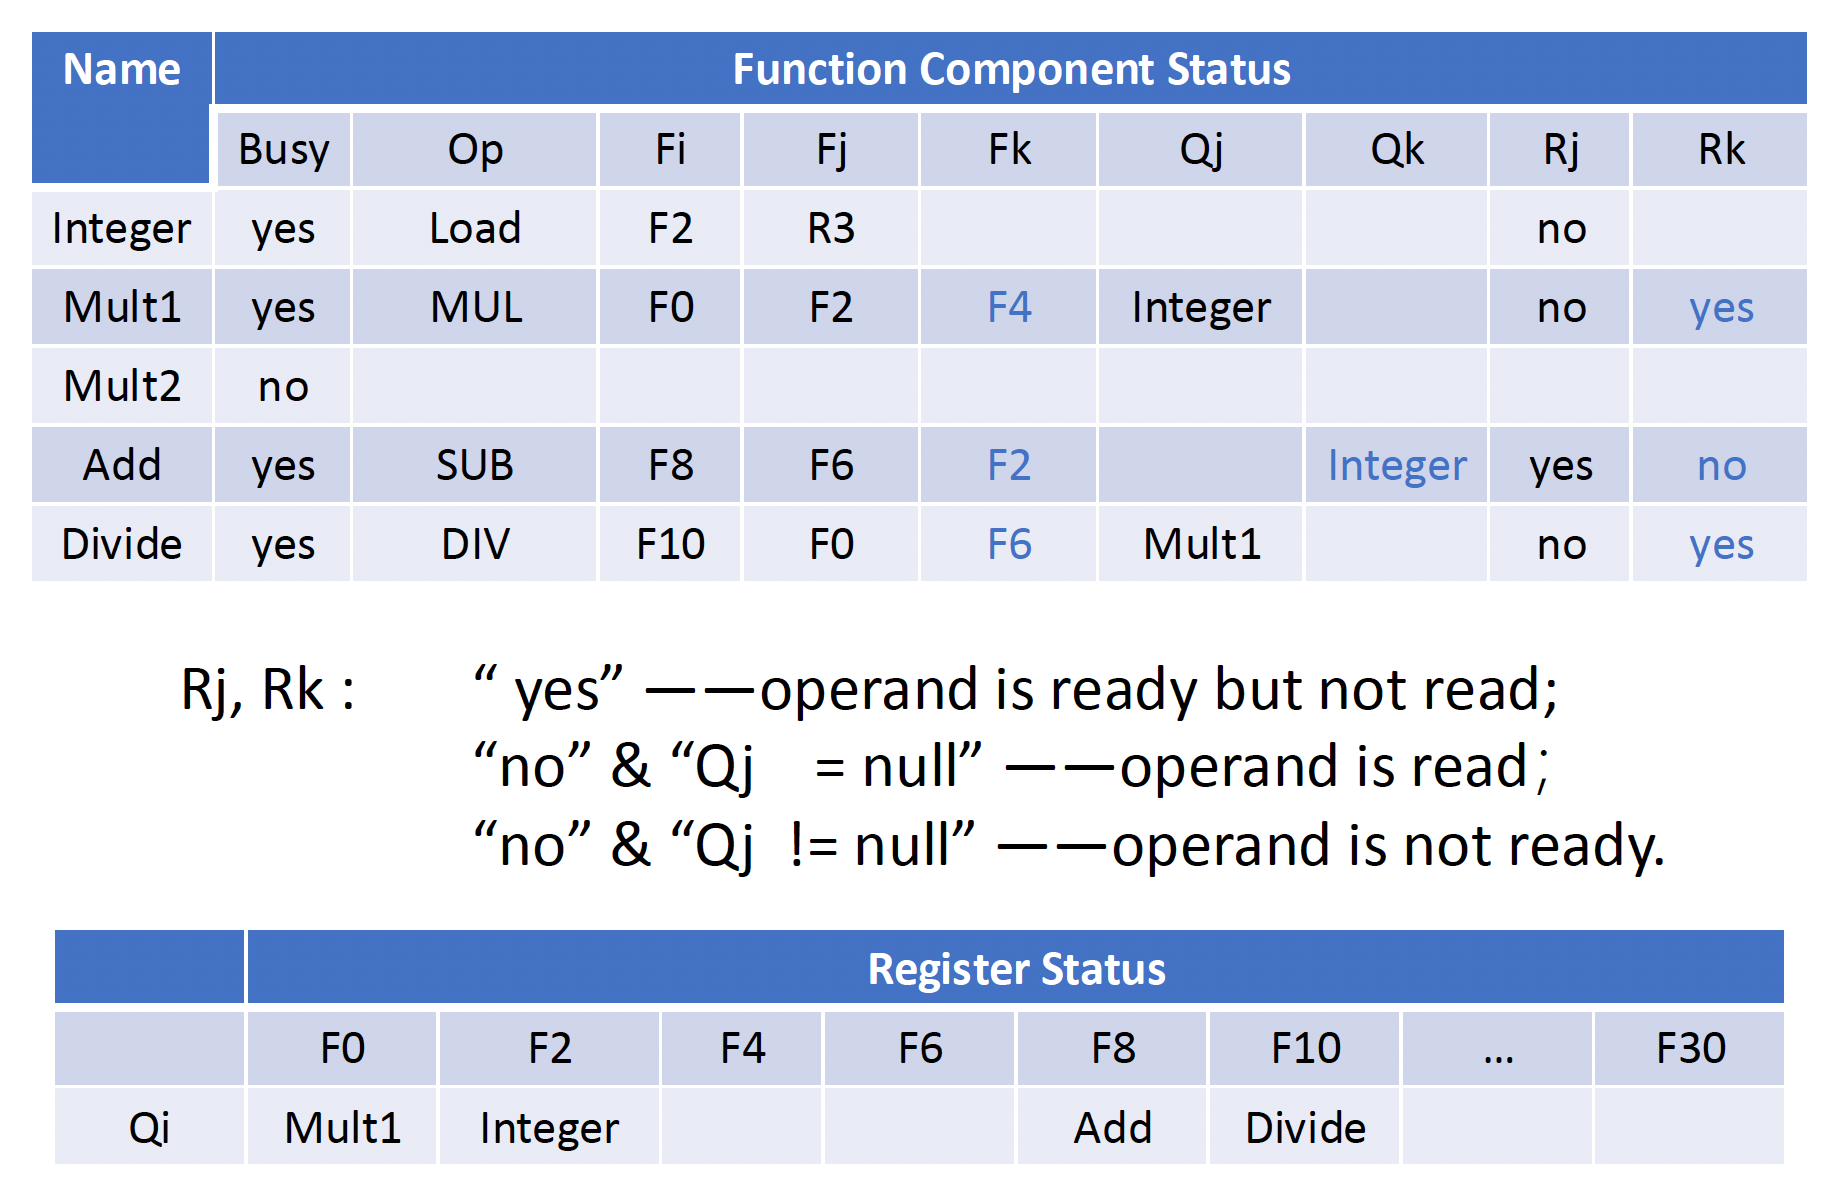 Name Function Component Status
Busy Op Fi Fj Fk Qj Qk Rj Rk
Integer yes Load F2 R3 no
Mult1 yes MUL F0 F2 F4 Integer no yes
Mult2 no
Add yes SUB F8 F6 F2 Integer yes no
Divide yes DIV F10 F0 F6 Mult1 no yes
Rj, Rk : “ yes” ——operand is ready but not read;
“no” & “Qj = null” ——operand is read；
“no” & “Qj != null” ——operand is not ready.
Register Status
F0 F2 F4 F6 F8 F10 ... F30
Qi Mult1 Integer Add Divide